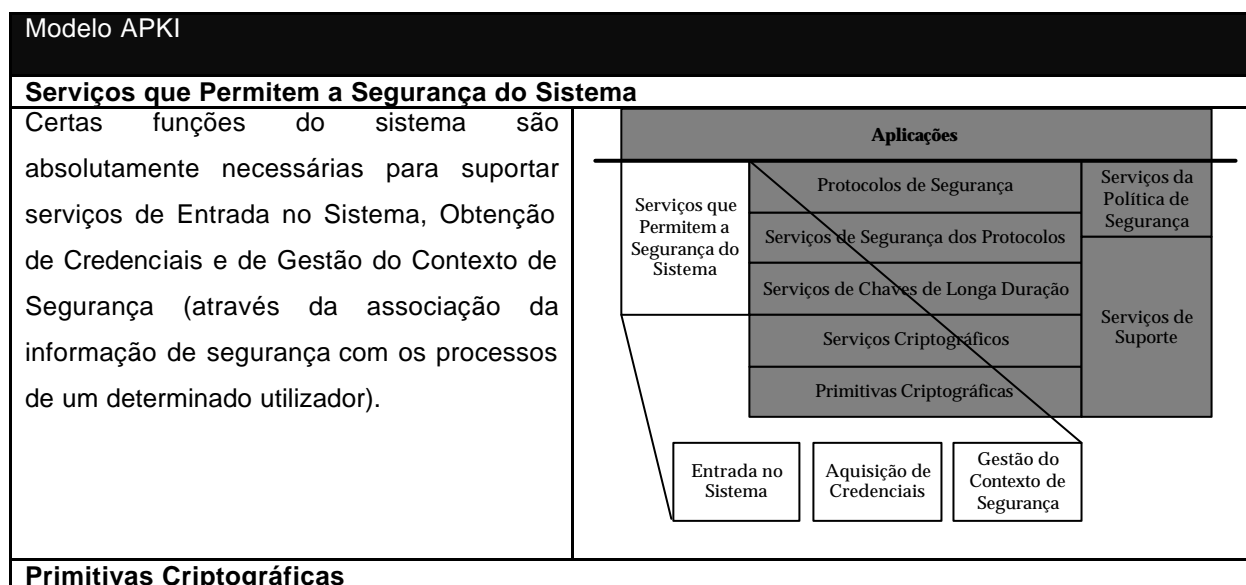 Modelo APKI
Serviços que Permitem a Segurança do Sistema
Certas funções do sistema são
absolutamente necessárias para suportar
serviços de Entrada no Sistema, Obtenção
de Credenciais e de Gestão do Contexto de
Segurança (através da associação da
informação de segurança com os processos
de um determinado utilizador).
Aplicações
Serviços que
Permitem a
Segurança do
Sistema
Protocolos de Segurança
Serviços de Segurança dos Protocolos
Serviços de Chaves de Longa Duração
Serviços Criptográficos
Primitivas Criptográficas
Serviços da
Política de
Segurança
Serviços de
Suporte
Entrada no
Sistema
Aquisição de
Credenciais
Gestão do
Contexto de
Segurança
Primitivas Criptográficas